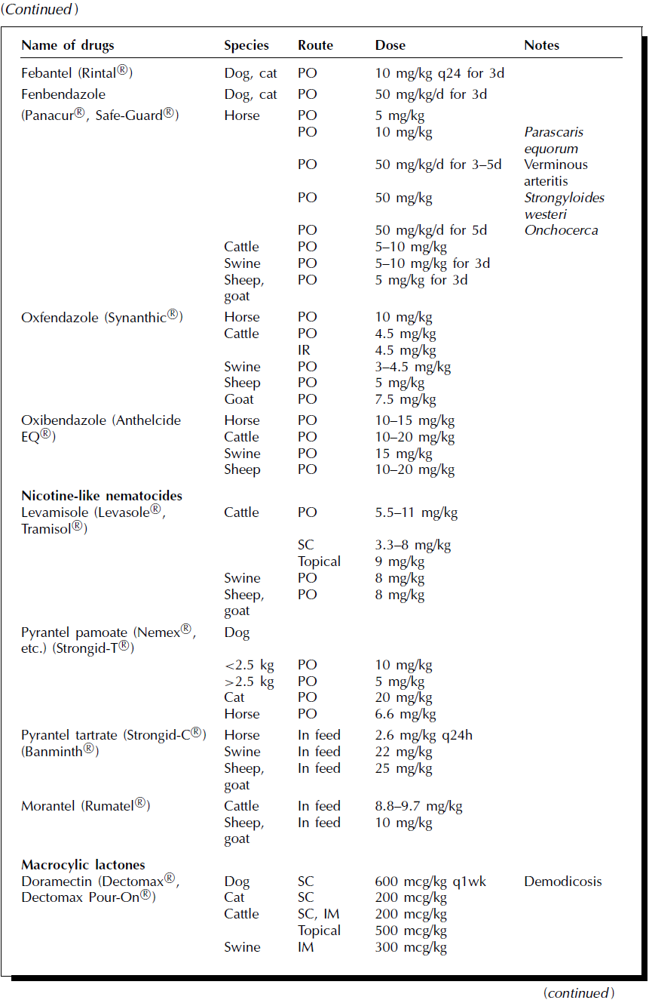 (Continued)
Name of drugs Species Route Dose Notes
Febantel (Rintal®) Dog, cat PO 10 mg/kg q24 for 3d
Fenbendazole Dog, cat PO 50 mg/kg/d for 3d
(Panacur®, Safe-Guard®) Horse PO 5 mg/kg
PO 10 mg/kg Parascaris
equorum
PO 50 mg/kg/d for 3–5d Verminous
arteritis
PO 50 mg/kg Strongyloides
westeri
PO 50 mg/kg/d for 5d Onchocerca
Cattle PO 5–10 mg/kg
Swine PO 5–10 mg/kg for 3d
Sheep, PO 5 mg/kg for 3d
goat
Oxfendazole (Synanthic®) Horse PO 10 mg/kg
Cattle PO 4.5 mg/kg
IR 4.5 mg/kg
Swine PO 3–4.5 mg/kg
Sheep PO 5 mg/kg
Goat PO 7.5 mg/kg
Oxibendazole (Anthelcide Horse PO 10–15 mg/kg
EQ®) Cattle PO 10–20 mg/kg
Swine PO 15 mg/kg
Sheep PO 10–20 mg/kg
Nicotine-like nematocides
Levamisole (Levasole®, Cattle PO 5.5–11 mg/kg
Tramisol®)
SC 3.3–8 mg/kg
Topical 9 mg/kg
Swine PO 8 mg/kg
Sheep, PO 8 mg/kg
goat
Pyrantel pamoate (Nemex®, Dog
etc.) (Strongid-T®)
<2.5 kg PO 10 mg/kg
>2.5 kg PO 5 mg/kg
Cat PO 20 mg/kg
Horse PO 6.6 mg/kg
Pyrantel tartrate (Strongid-C®) Horse In feed 2.6 mg/kg q24h
(Banminth®) Swine In feed 22 mg/kg
Sheep, In feed 25 mg/kg
goat
Morantel (Rumatel®) Cattle In feed 8.8–9.7 mg/kg
Sheep, In feed 10 mg/kg
goat
Macrocylic lactones
Doramectin (Dectomax®, Dog SC 600 mcg/kg q1wk Demodicosis
Dectomax Pour-On®) Cat SC 200 mcg/kg
Cattle SC, IM 200 mcg/kg
Topical 500 mcg/kg
Swine IM 300 mcg/kg
(continued)